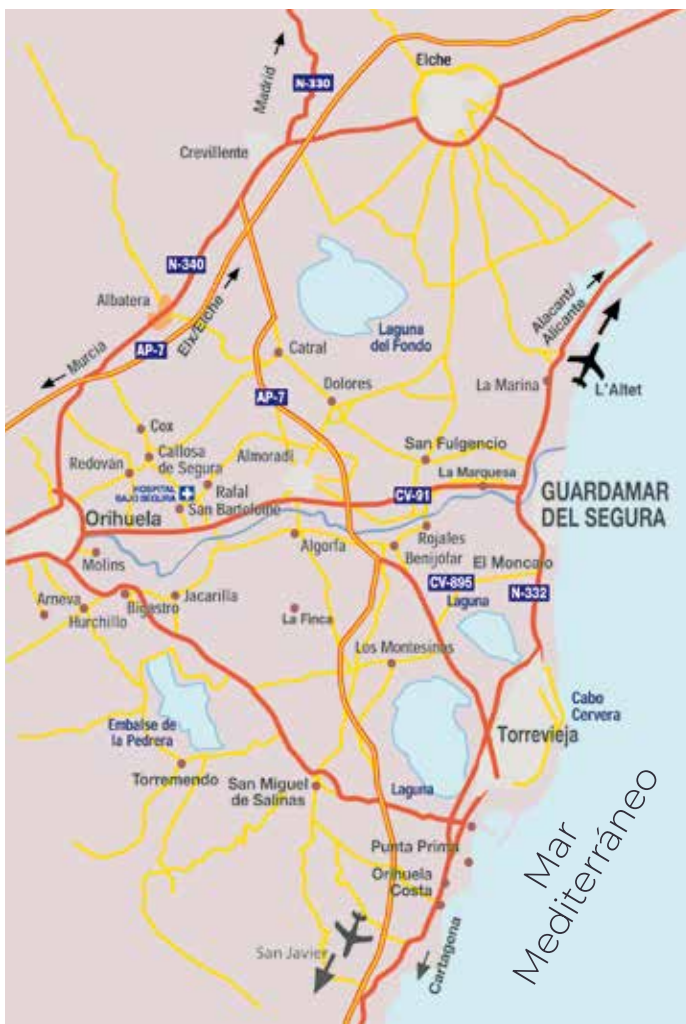 Elche
Madrid
N-330
Crevillente
N-340
Albatera
Elx/Elche
Alacant/
Alicante
Laguna
del Fondo
AP-7
Murcia
Catral
L'Altet
La Marina
AP-7
Dolores
Cox
San Fulgencio
Callosa
de Segura
Almoradí
Redován
La Marquesa
HOSPITAL
BAJO SEGURA
Rafal
CV-91
GUARDAMAR
DEL SEGURA
San Bartolomé
Orihuela
Rojales
Algorfa
Benijófar
Molins
El Moncaio
CV-895
N-332
Arneva
Bigastro
Jacarilla
Laguna
Hurchillo
La Finca
Los Montesinos
Cabo
Cervera
Embalse de
la Pedrera
Torrevieja
Torremendo
San Miguel
de Salinas
Laguna
Mar
Mediterráneo
Punta Prima
Orihuela
Costa
San Javier
Cartagena